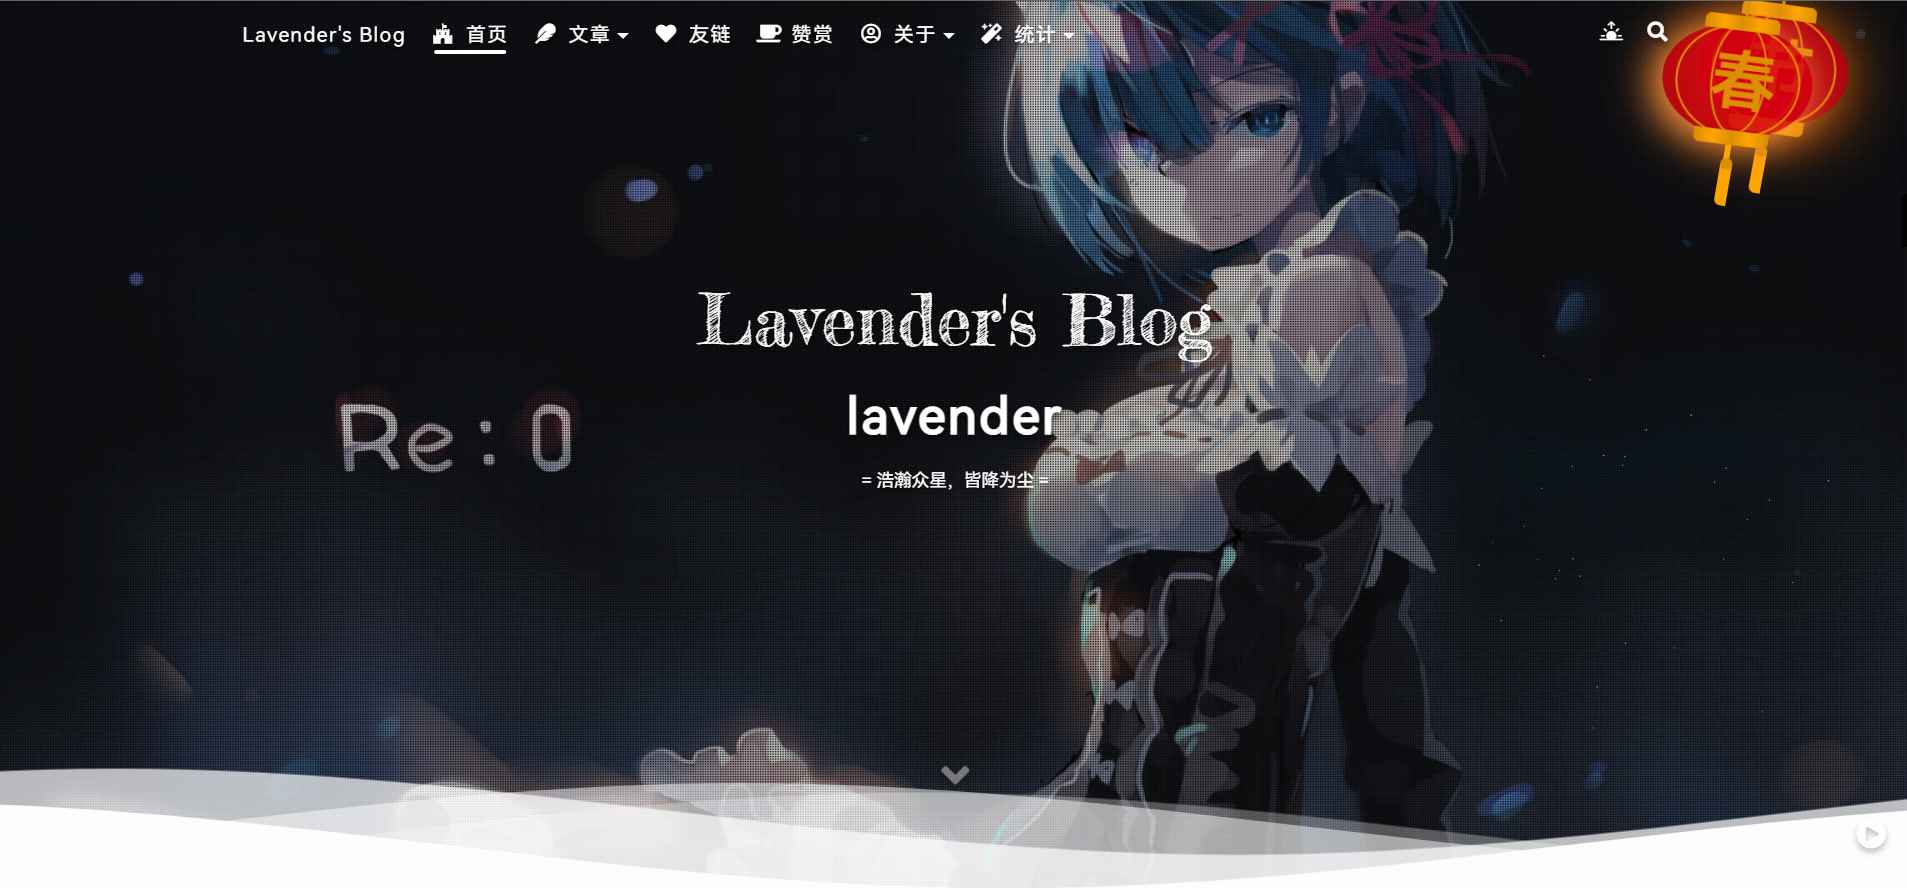 Lavender's Blog 首页 文章 友链 赞赏 关于 统计
春
Lavender's Blog
lavender
Re:0
= 浩瀚众星，皆降为尘 =